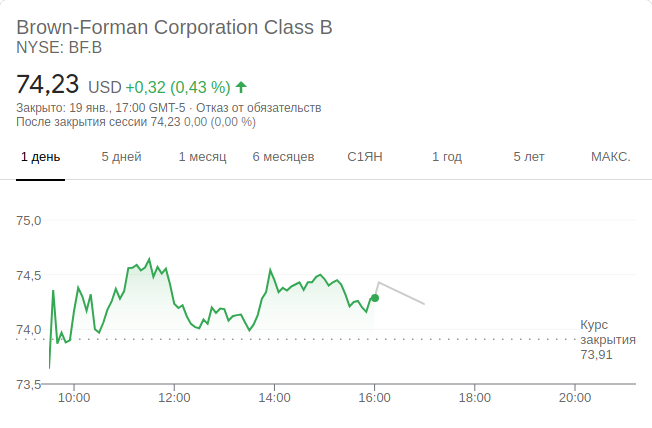 Brown-Forman Corporation Class B
NYSE: BF.B
74,23 USD +0,32 (0,43 %)
Закрыто: 19 янв., 17:00 GMT-5 · Отказ от обязательств
После закрытия сессии 74,23 0,00 (0,00 %)
1 день 5 дней 1 месяц 6 месяцев С1ЯН 1 год 5 лет МАКС.
75,0
74,5
74,0
Курс
закрытия
73,91
73,5
10:00 12:00 14:00 16:00 18:00 20:00